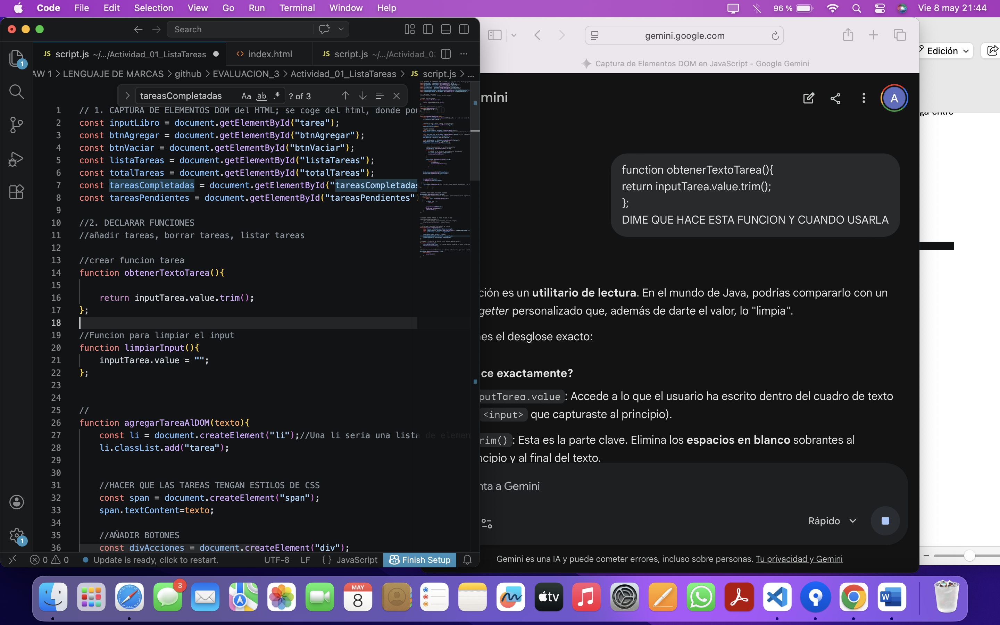 Code File Edit Selection View Go Run Terminal Window Help 96 % Vie 8 may 21:44
Search
JS script.js ~/.../Actividad_01_ListaTareas
<> index.html
JS script.js ~/.../Actividad_0
AW 1 > LENGUAJE DE MARCAS > github > EVALUACION_3 > Actividad_01_ListaTareas > JS script.js > ...
tareasCompletadas Aa ab .* ? of 3
1 // 1. CAPTURA DE ELEMENTOS DOM del HTML; se coge del html, donde ponga ID
2 const inputLibro = document.getElementById("tarea");
3 const btnAgregar = document.getElementById("btnAgregar");
4 const btnVaciar = document.getElementById("btnVaciar");
5 const listaTareas = document.getElementById("listaTareas");
6 const totalTareas = document.getElementById("totalTareas");
7 const tareasCompletadas = document.getElementById("tareasCompletadas");
8 const tareasPendientes = document.getElementById("tareasPendientes")
9
10 //2. DECLARAR FUNCIONES
11 //añadir tareas, borrar tareas, listar tareas
12
13 //crear funcion tarea
14 function obtenerTextoTarea(){
15
16 return inputTarea.value.trim();
17 };
18
19 //Funcion para limpiar el input
20 function limpiarInput(){
21 inputTarea.value = "";
22 };
23
24
25 //
26 function agregarTareaAlDOM(texto){
27 const li = document.createElement("li");//Una li seria una lista de elemen
28 li.classList.add("tarea");
29
30
31 //HACER QUE LAS TAREAS TENGAN ESTILOS DE CSS
32 const span = document.createElement("span");
33 span.textContent=texto;
34
35 //AÑADIR BOTONES
36 const divAcciones = document.createElement("div");
1
1
0 0 Update is ready, click to restart. UTF-8 LF {} JavaScript Finish Setup
gemini.google.com
Captura de Elementos DOM en JavaScript - Google Gemini
emini
A
function obtenerTextoTarea(){
return inputTarea.value.trim();
};
DIME QUE HACE ESTA FUNCION Y CUANDO USARLA
ción es un utilitario de lectura. En el mundo de Java, podrías compararlo con un
getter personalizado que, además de darte el valor, lo "limpia".
nes el desglose exacto:
ce exactamente?
putTarea.value: Accede a lo que el usuario ha escrito dentro del cuadro de texto
<input> que capturaste al principio).
rim(): Esta es la parte clave. Elimina los espacios en blanco sobrantes al
ncipio y al final del texto.
nta a Gemini
Rápido
Gemini es una IA y puede cometer errores, incluso sobre personas. Tu privacidad y Gemini
Edición
ga entre
3
MAY
8
tv
W